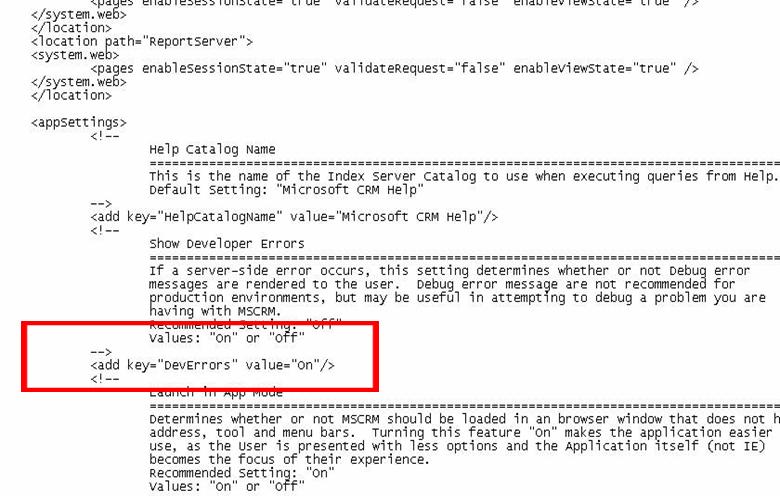 <pages enableSessionState="true" validateRequest="false" enableViewState="true" />
</system.web>
</location>
<location path="ReportServer">
<system.web>
<pages enableSessionState="true" validateRequest="false" enableViewState="true" />
</system.web>
</location>
<appSettings>
<!--
Help Catalog Name
=====================================================================================
This is the name of the Index Server Catalog to use when executing queries from Help.
Default Setting: "Microsoft CRM Help"
-->
<add key="HelpCatalogName" value="Microsoft CRM Help"/>
<!--
Show Developer Errors
=====================================================================================
If a server-side error occurs, this setting determines whether or not Debug error
messages are rendered to the user.  Debug error message are not recommended for
production environments, but may be useful in attempting to debug a problem you are
having with MSCRM.
Recommended Setting: "Off"
Values: "On" or "Off"
-->
<add key="DevErrors" value="On"/>
<!--
Launch in App Mode
=====================================================================================
Determines whether or not MSCRM should be loaded in an browser window that does not h
address, tool and menu bars.  Turning this feature "On" makes the application easier
use, as the User is presented with less options and the Application itself (not IE)
becomes the focus of their experience.
Recommended Setting: "On"
Values: "On" or "Off"